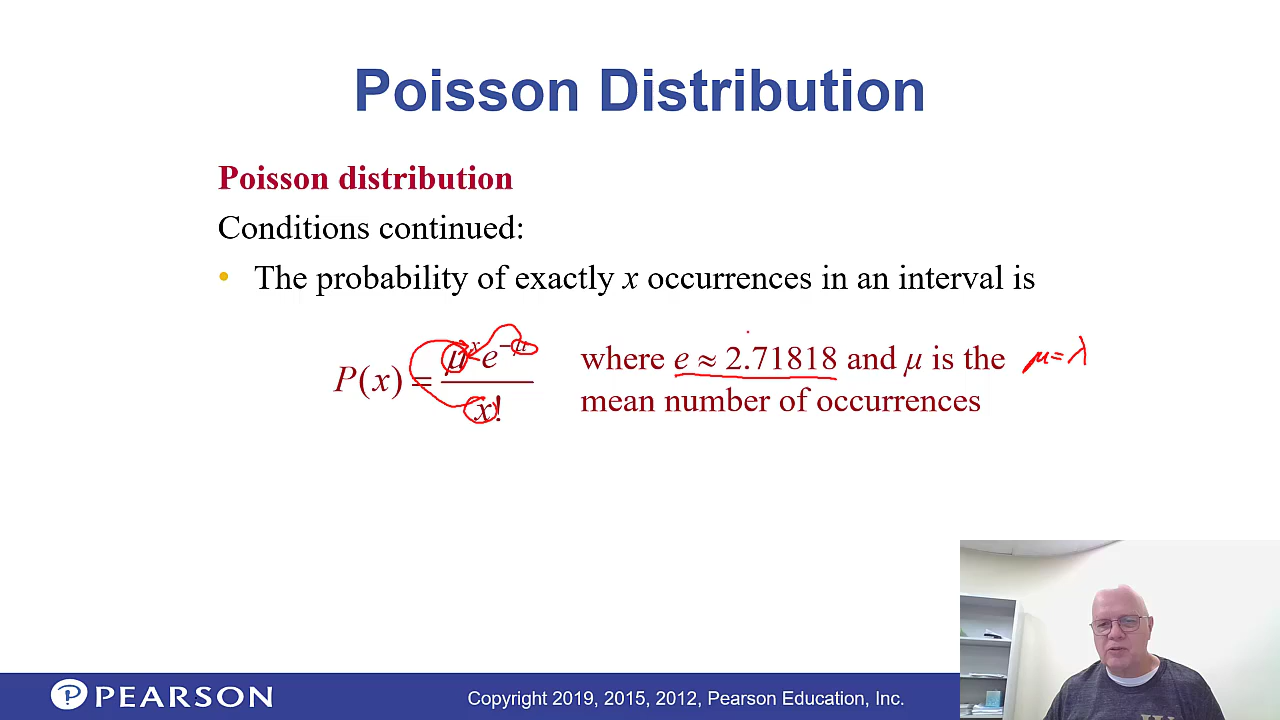 Poisson Distribution
Poisson distribution
Conditions continued:
• The probability of exactly x occurrences in an interval is
P(x) = μ^x e^−μ / x!
where e ≈ 2.71818 and μ is the
mean number of occurrences
μ = λ
PEARSON
Copyright 2019, 2015, 2012, Pearson Education, Inc.